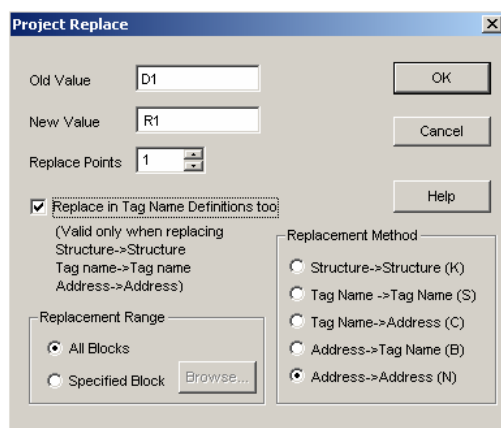 Project Replace
Old Value D1
OK
New Value R1
Cancel
Replace Points 1
Help
Replace in Tag Name Definitions too
(Valid only when replacing
Structure->Structure
Tag name->Tag name
Address->Address)
Replacement Range
All Blocks
Specified Block Browse...
Replacement Method
Structure->Structure (K)
Tag Name ->Tag Name (S)
Tag Name->Address (C)
Address->Tag Name (B)
Address->Address (N)